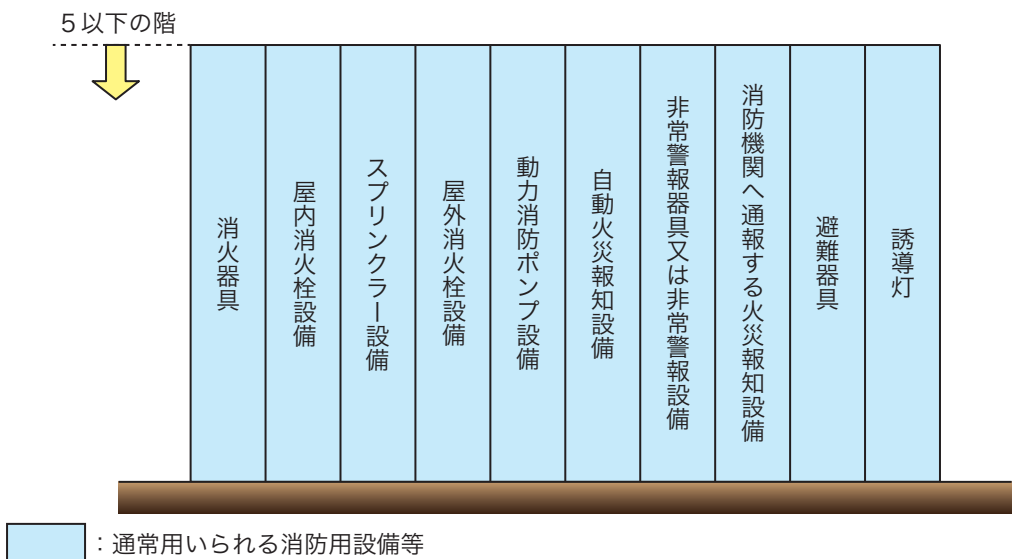 5以下の階
消火器具
屋内消火栓設備
スプリンクラー設備
屋外消火栓設備
動力消防ポンプ設備
自動火災報知設備
非常警報器具又は非常警報設備
消防機関へ通報する火災報知設備
避難器具
誘導灯
：通常用いられる消防用設備等